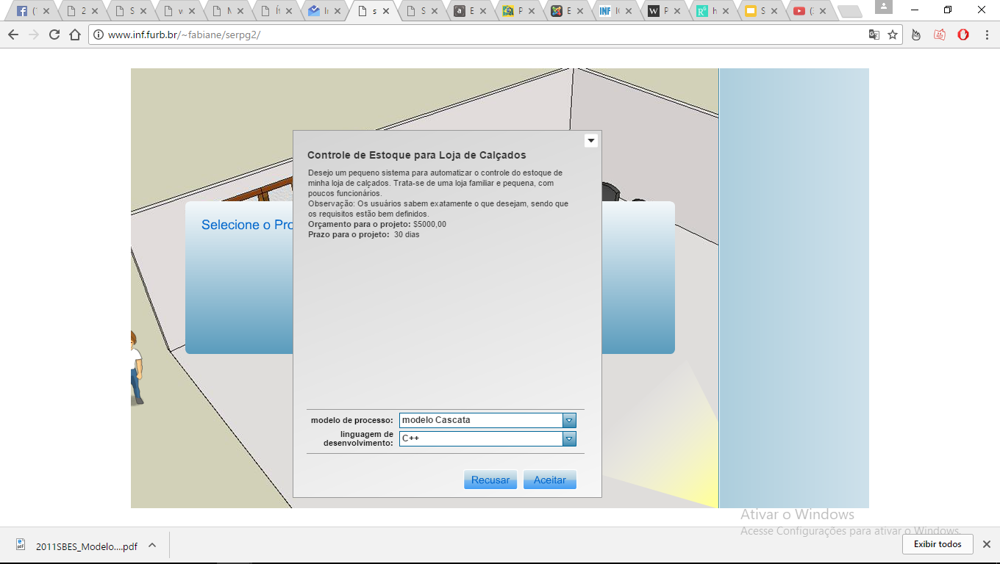 (
2
S
v
N
Ít
In
s
S
E
P
E
INF
IC
W
P
R
h
S
(2
www.inf.furb.br/~fabiane/serpg2/
Controle de Estoque para Loja de Calçados
Desejo um pequeno sistema para automatizar o controle do estoque de
minha loja de calçados. Trata-se de uma loja familiar e pequena, com
poucos funcionários.
Observação: Os usuários sabem exatamente o que desejam, sendo que
os requisitos estão bem definidos.
Orçamento para o projeto: $5000,00
Prazo para o projeto: 30 dias
Selecione o Pro
modelo de processo: modelo Cascata
linguagem de
desenvolvimento: C++
Recusar Aceitar
Ativar o Windows
Acesse Configurações para ativar o Windows.
2011SBES_Modelo....pdf
Exibir todos